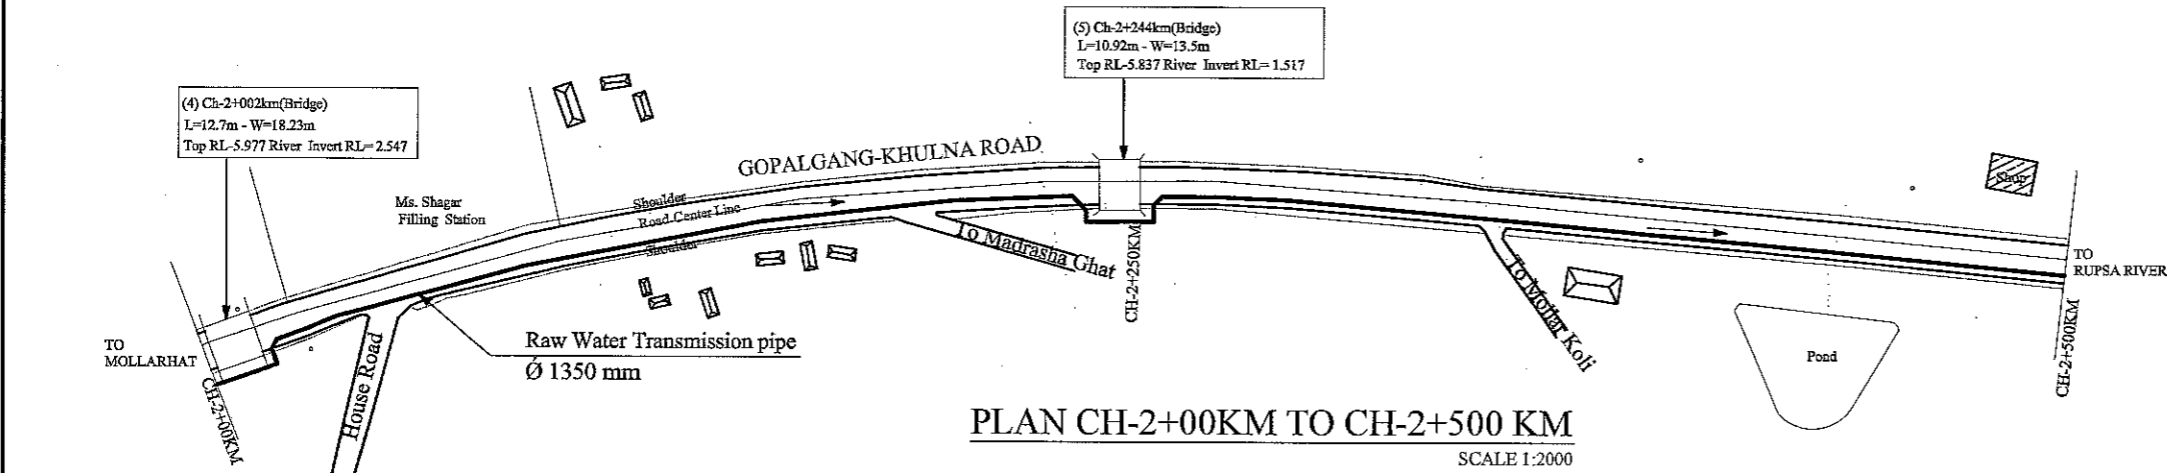 (5) Ch-2+244km(Bridge)
L=10.92m - W=13.5m
Top RL-5.837 River Invert RL= 1.517
(4) Ch-2+002km(Bridge)
L=12.7m - W=18.23m
Top RL-5.977 River Invert RL= 2.547
GOPALGANG-KHULNA ROAD
Shop
Ms. Shagar
Filling Station
Shoulder
Road Center Line
Shoulder
To Madrasha Ghat
CH-2+250KM
To Mollar Koli
TO
RUPSA RIVER
TO
MOLLARHAT
CH-2+00KM
House Road
Raw Water Transmission pipe
Ø 1350 mm
Pond
CH-2+500KM
PLAN CH-2+00KM TO CH-2+500 KM
SCALE 1:2000